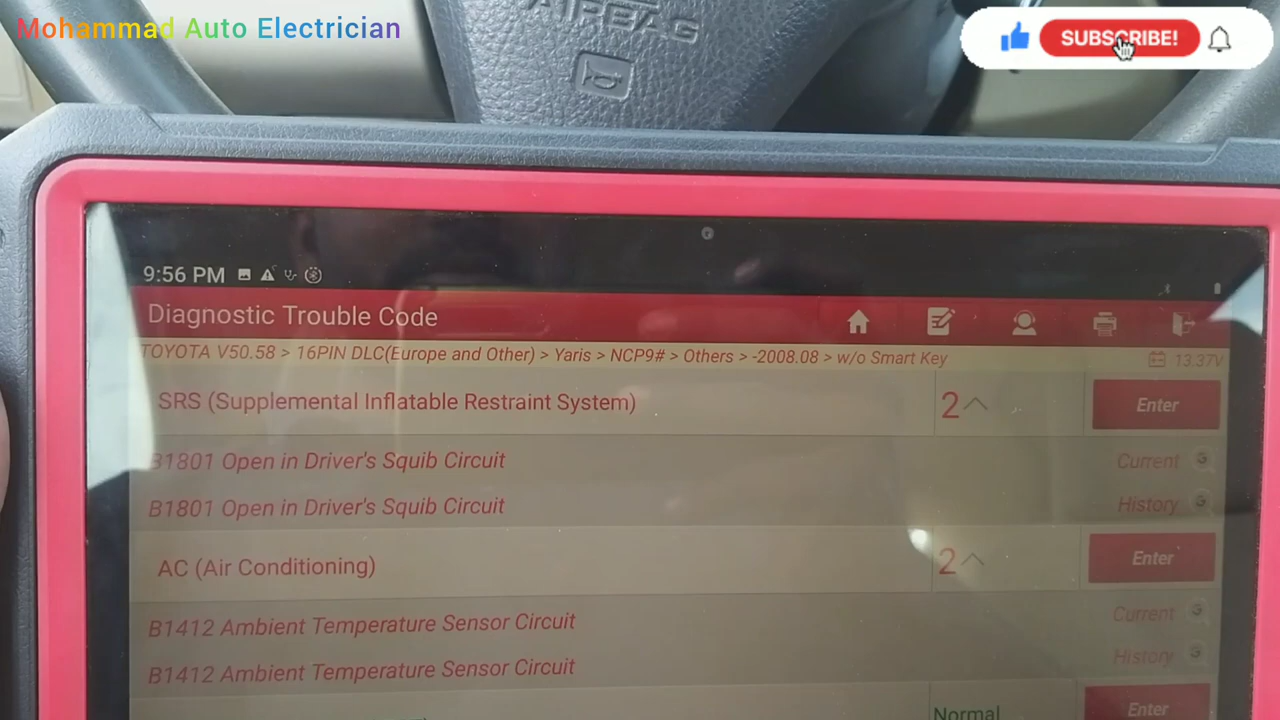 Mohammad Auto Electrician
SUBSCRIBE!
AIRBAG
9:56 PM
Diagnostic Trouble Code
TOYOTA V50.58 > 16PIN DLC(Europe and Other) > Yaris > NCP9# > Others > -2008.08 > w/o Smart Key
13.37V
SRS (Supplemental Inflatable Restraint System)
2
Enter
B1801 Open in Driver's Squib Circuit
Current
G
B1801 Open in Driver's Squib Circuit
History
G
AC (Air Conditioning)
2
Enter
B1412 Ambient Temperature Sensor Circuit
Current
G
B1412 Ambient Temperature Sensor Circuit
History
G
Normal
Enter